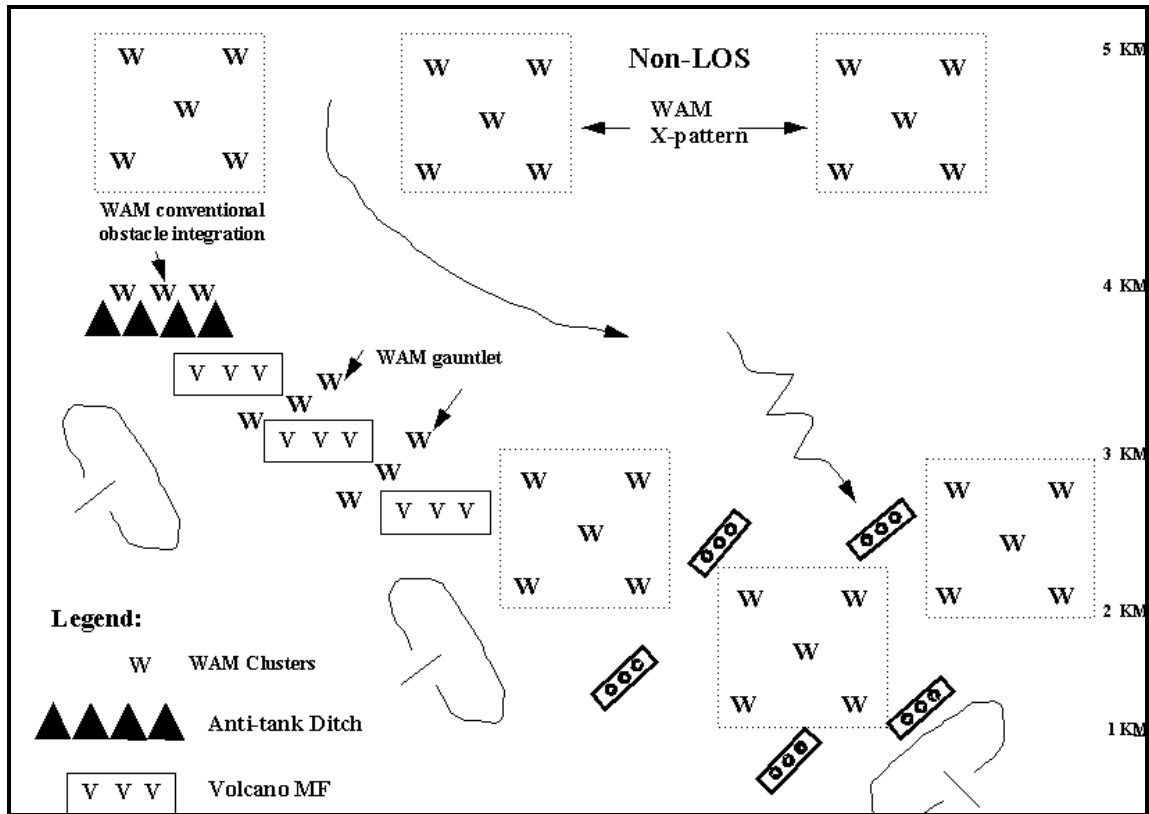 W W W W Non-LOS W W 5 KM
W W WAM W
X-pattern
W W W W W W
WAM conventional
obstacle integration
W W W 4 KM
WAM gauntlet
V V V W
W
W
V V V W
W W W 3 KM
W W W
V V V
W W
W W W W W 2 KM
Legend:
W WAM Clusters W
W W
Anti-tank Ditch 1 KM
V V V Volcano MF